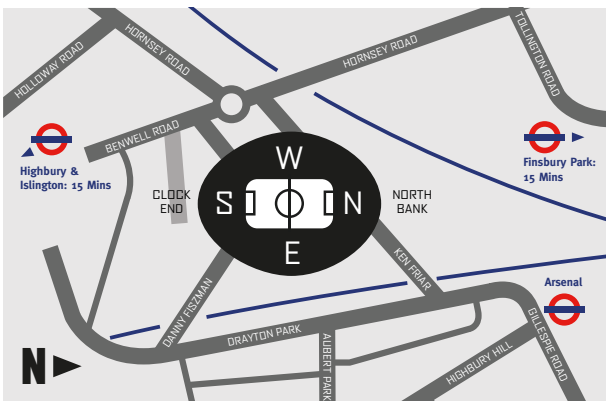 HOLLOWAY ROAD
HORNSEY ROAD
HORNSEY ROAD
TOLLINGTON ROAD
BENWELL ROAD
Highbury &
Islington: 15 Mins
Finsbury Park:
15 Mins
CLOCK
END
W
S
N
E
NORTH
BANK
KEN FRIAR
DANNY FISZMAN
Arsenal
DRAYTON PARK
AUBERT PARK
HIGHBURY HILL
GILLESPIE ROAD
N